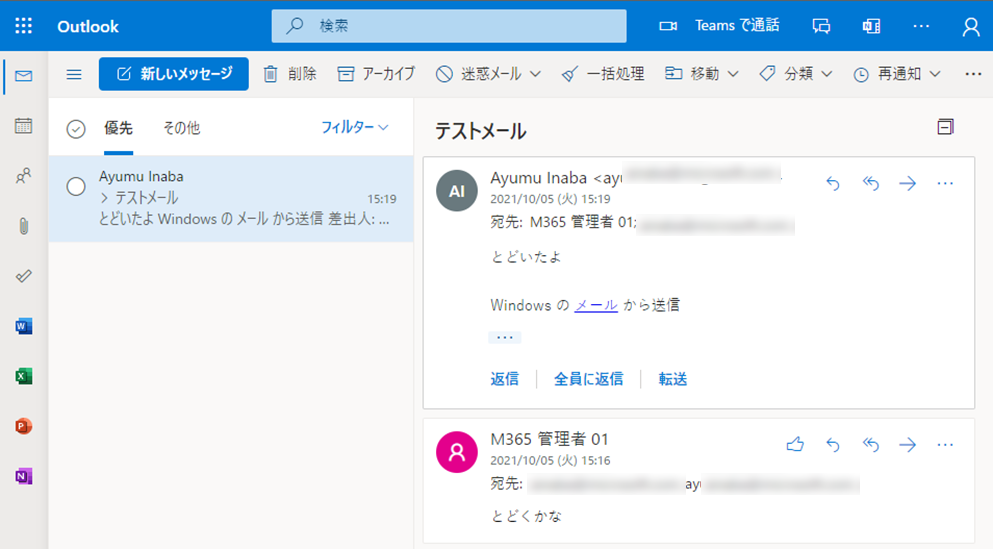 Outlook
検索
Teams で通話
新しいメッセージ
削除
アーカイブ
迷惑メール
一括処理
移動
分類
再通知
優先
その他
フィルター
Ayumu Inaba
テストメール
15:19
とどいたよ Windows の メール から送信 差出人: ...
テストメール
AI
Ayumu Inaba <ayu
2021/10/05 (火) 15:19
宛先: M365 管理者 01;
とどいたよ
Windows の メール から送信
...
返信
全員に返信
転送
M365 管理者 01
2021/10/05 (火) 15:16
宛先: ayu
とどくかな